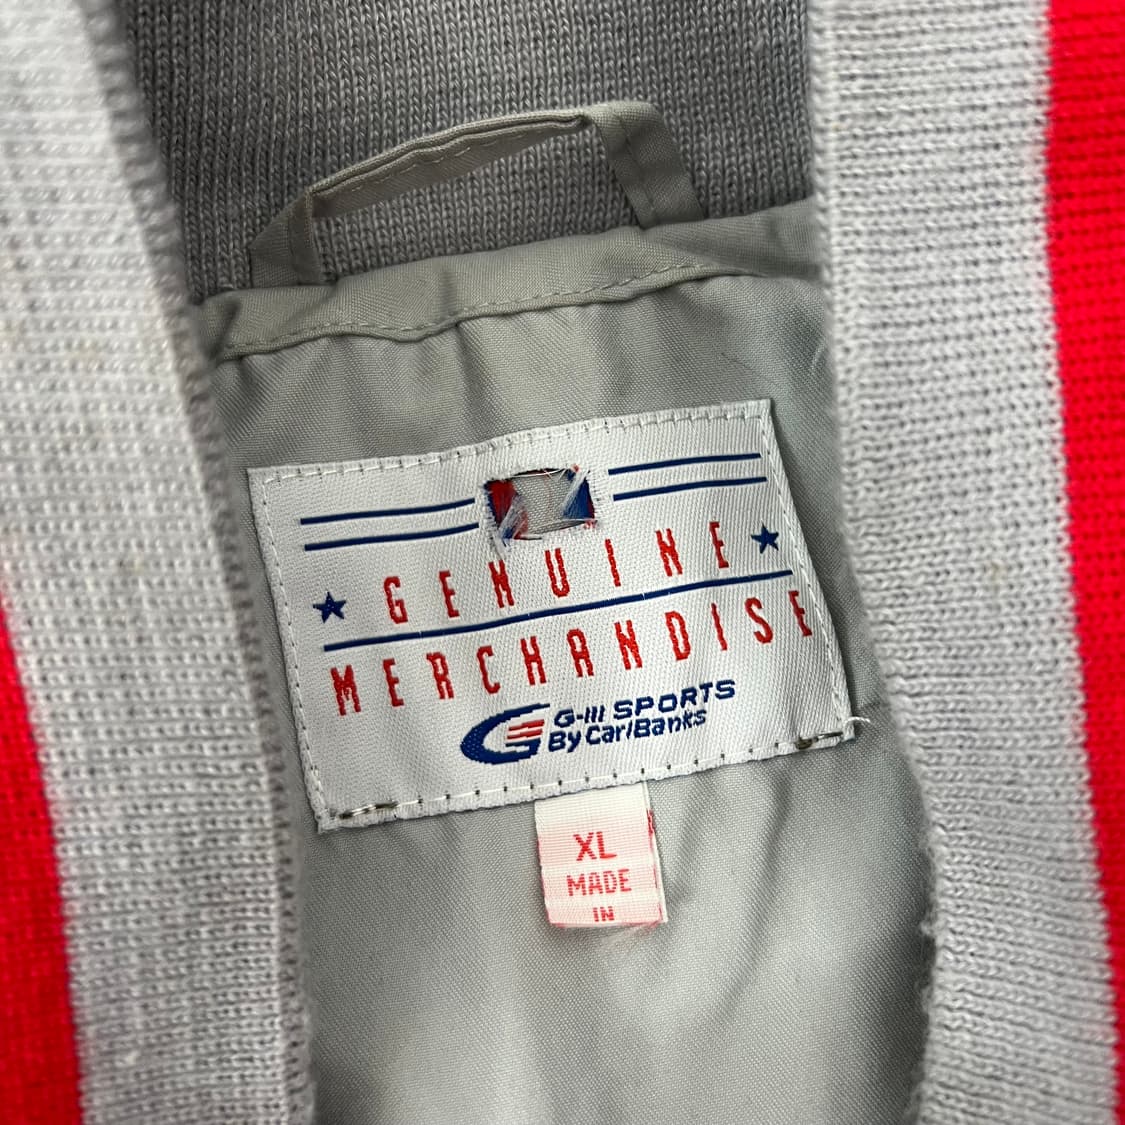 GENUINE
MERCHANDISE
G-III SPORTS
By Carl Banks
XL
MADE
IN